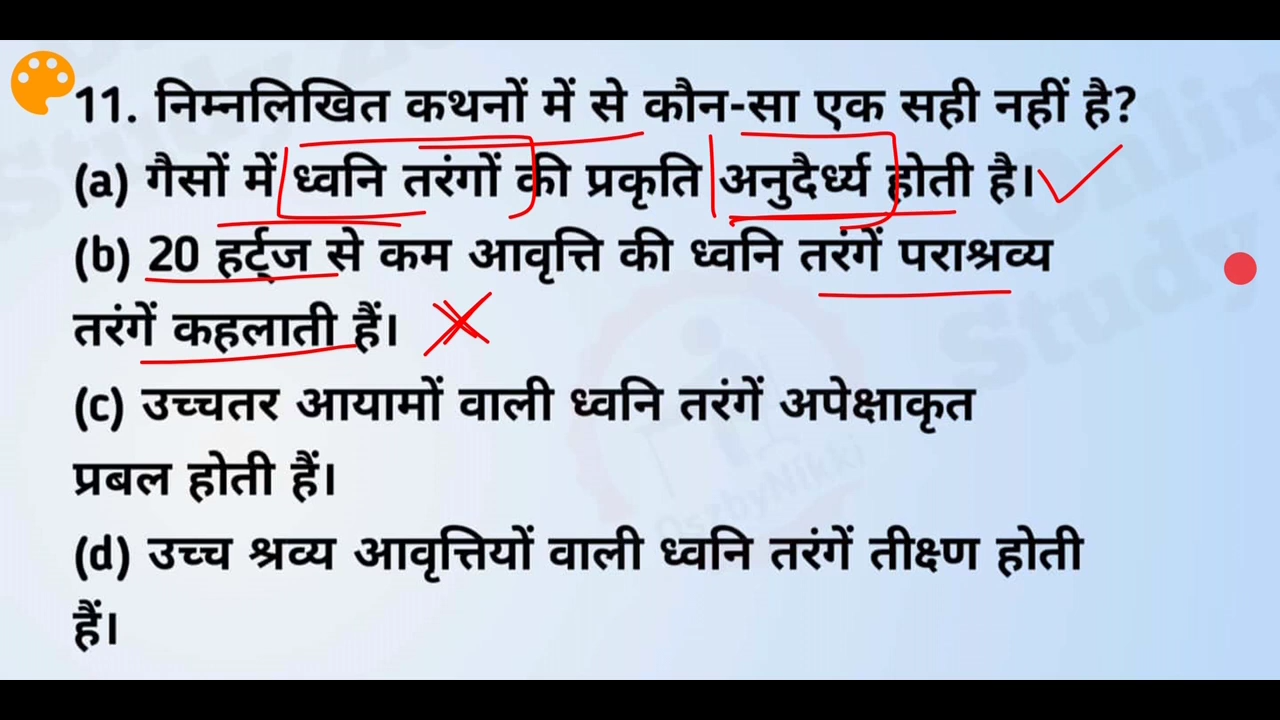 11. निम्नलिखित कथनों में से कौन-सा एक सही नहीं है?
(a) गैसों में ध्वनि तरंगों की प्रकृति अनुदैर्ध्य होती है।
(b) 20 हर्ट्ज से कम आवृत्ति की ध्वनि तरंगें पराश्रव्य
तरंगें कहलाती हैं।
(c) उच्चतर आयामों वाली ध्वनि तरंगें अपेक्षाकृत
प्रबल होती हैं।
(d) उच्च श्रव्य आवृत्तियों वाली ध्वनि तरंगें तीक्ष्ण होती
हैं।